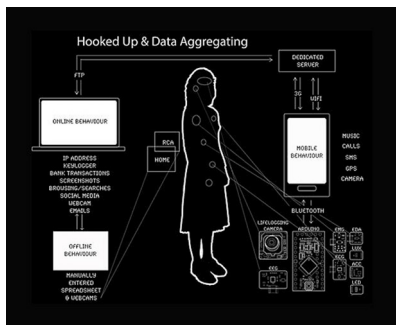 Hooked Up & Data Aggregating
FTP
DEDICATED
SERVER
3G
WIFI
ONLINE BEHAVIOUR
IP ADDRESS
KEYLOGGER
BANK TRANSACTIONS
SCREENSHOTS
BROWSING/SEARCHES
SOCIAL MEDIA
WEBCAM
EMAILS
RCA
HOME
OFFLINE
BEHAVIOUR
MANUALLY
ENTERED
SPREADSHEET
& WEBCAMS
MOBILE
BEHAVIOUR
MUSIC
CALLS
SMS
GPS
CAMERA
BLUETOOTH
LIFELOGGING
CAMERA
ARDUINO
EMG
EDA
LUX
ECG
ACC
LED
EEG